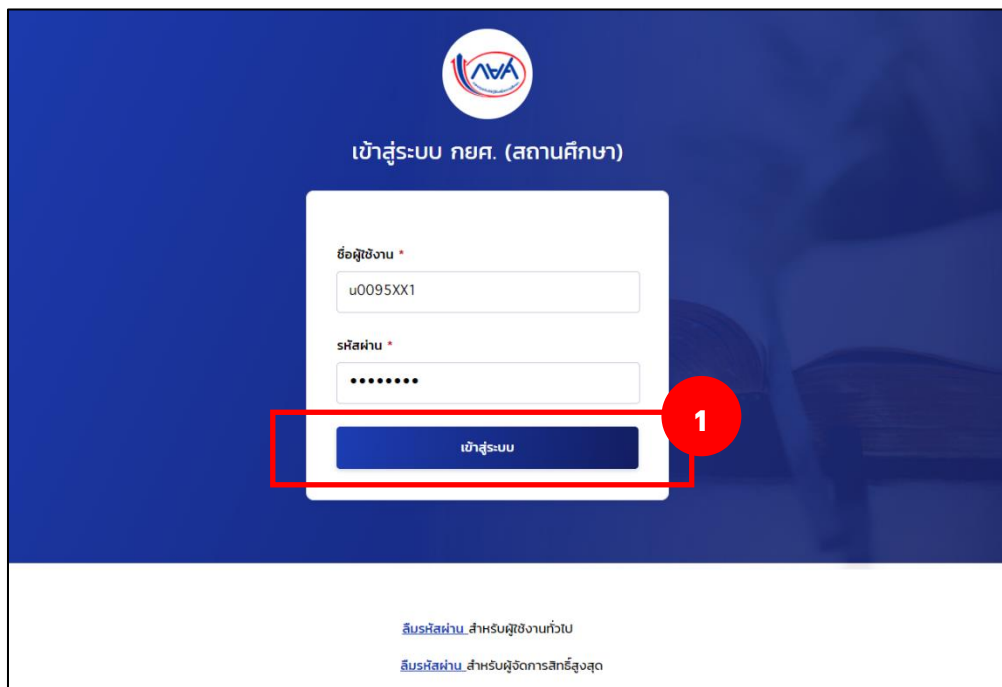 กยศ
เข้าสู่ระบบ กยศ. (สถานศึกษา)
ชื่อผู้ใช้งาน *
u0095XX1
รหัสผ่าน *
••••••••
1
เข้าสู่ระบบ
ลืมรหัสผ่าน สำหรับผู้ใช้งานทั่วไป
ลืมรหัสผ่าน สำหรับผู้จัดการสิทธิ์สูงสุด